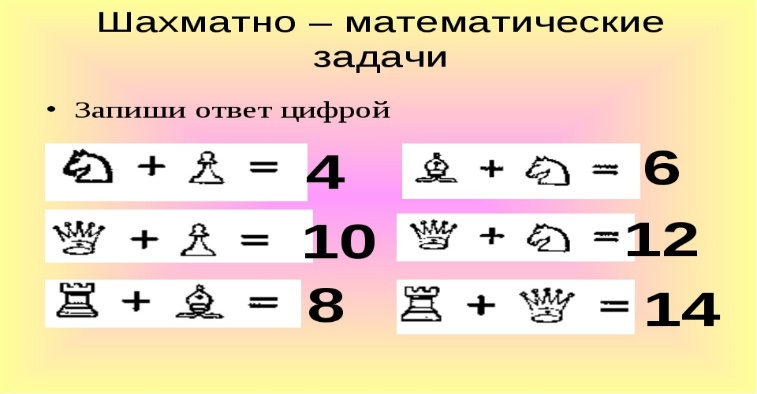 Шахматно – математические
задачи
• Запиши ответ цифрой
+ = 4
+ = 6
+ = 10
+ = 12
+ = 8
+ = 14